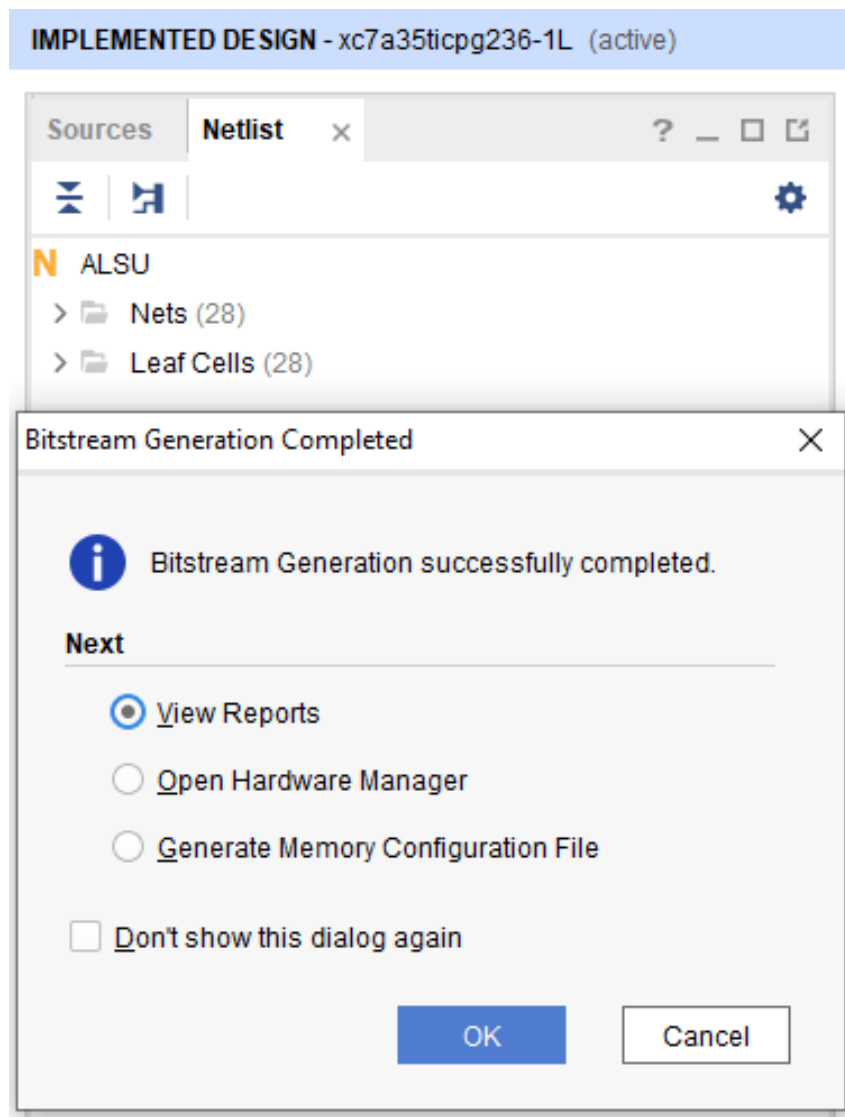 IMPLEMENTED DESIGN - xc7a35ticpg236-1L (active)
Sources Netlist × ?
N ALSU
Nets (28)
Leaf Cells (28)
Bitstream Generation Completed
Bitstream Generation successfully completed.
Next
View Reports
Open Hardware Manager
Generate Memory Configuration File
Don't show this dialog again
OK Cancel